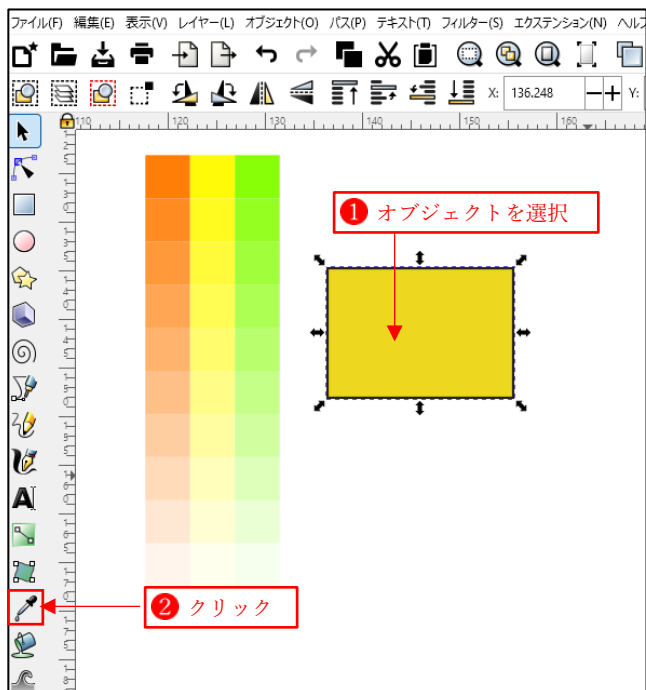 ファイル(F) 編集(E) 表示(V) レイヤー(L) オブジェクト(O) パス(P) テキスト(T) フィルター(S) エクステンション(N) ヘルプ
X: 136.248 Y:
110 120 130 140 150 160
❶ オブジェクトを選択
❷ クリック